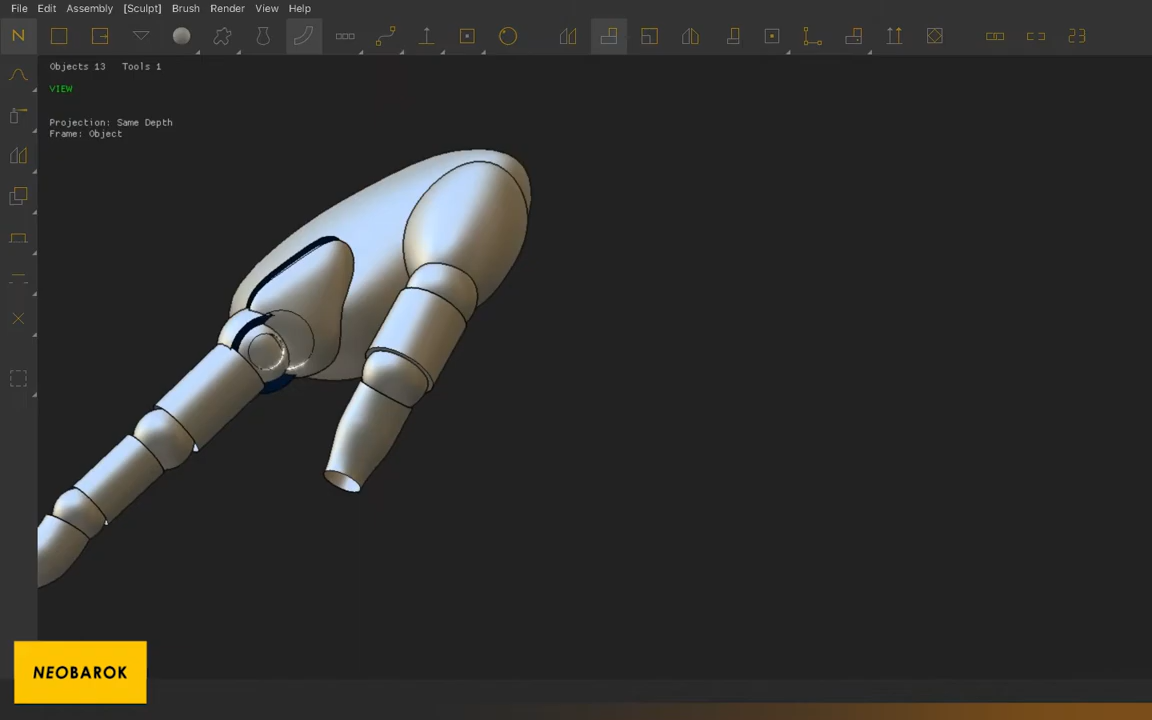 File Edit Assembly [Sculpt] Brush Render View Help
N
23
Objects 13 Tools 1
VIEW
Projection: Same Depth
Frame: Object
NEOBAROK